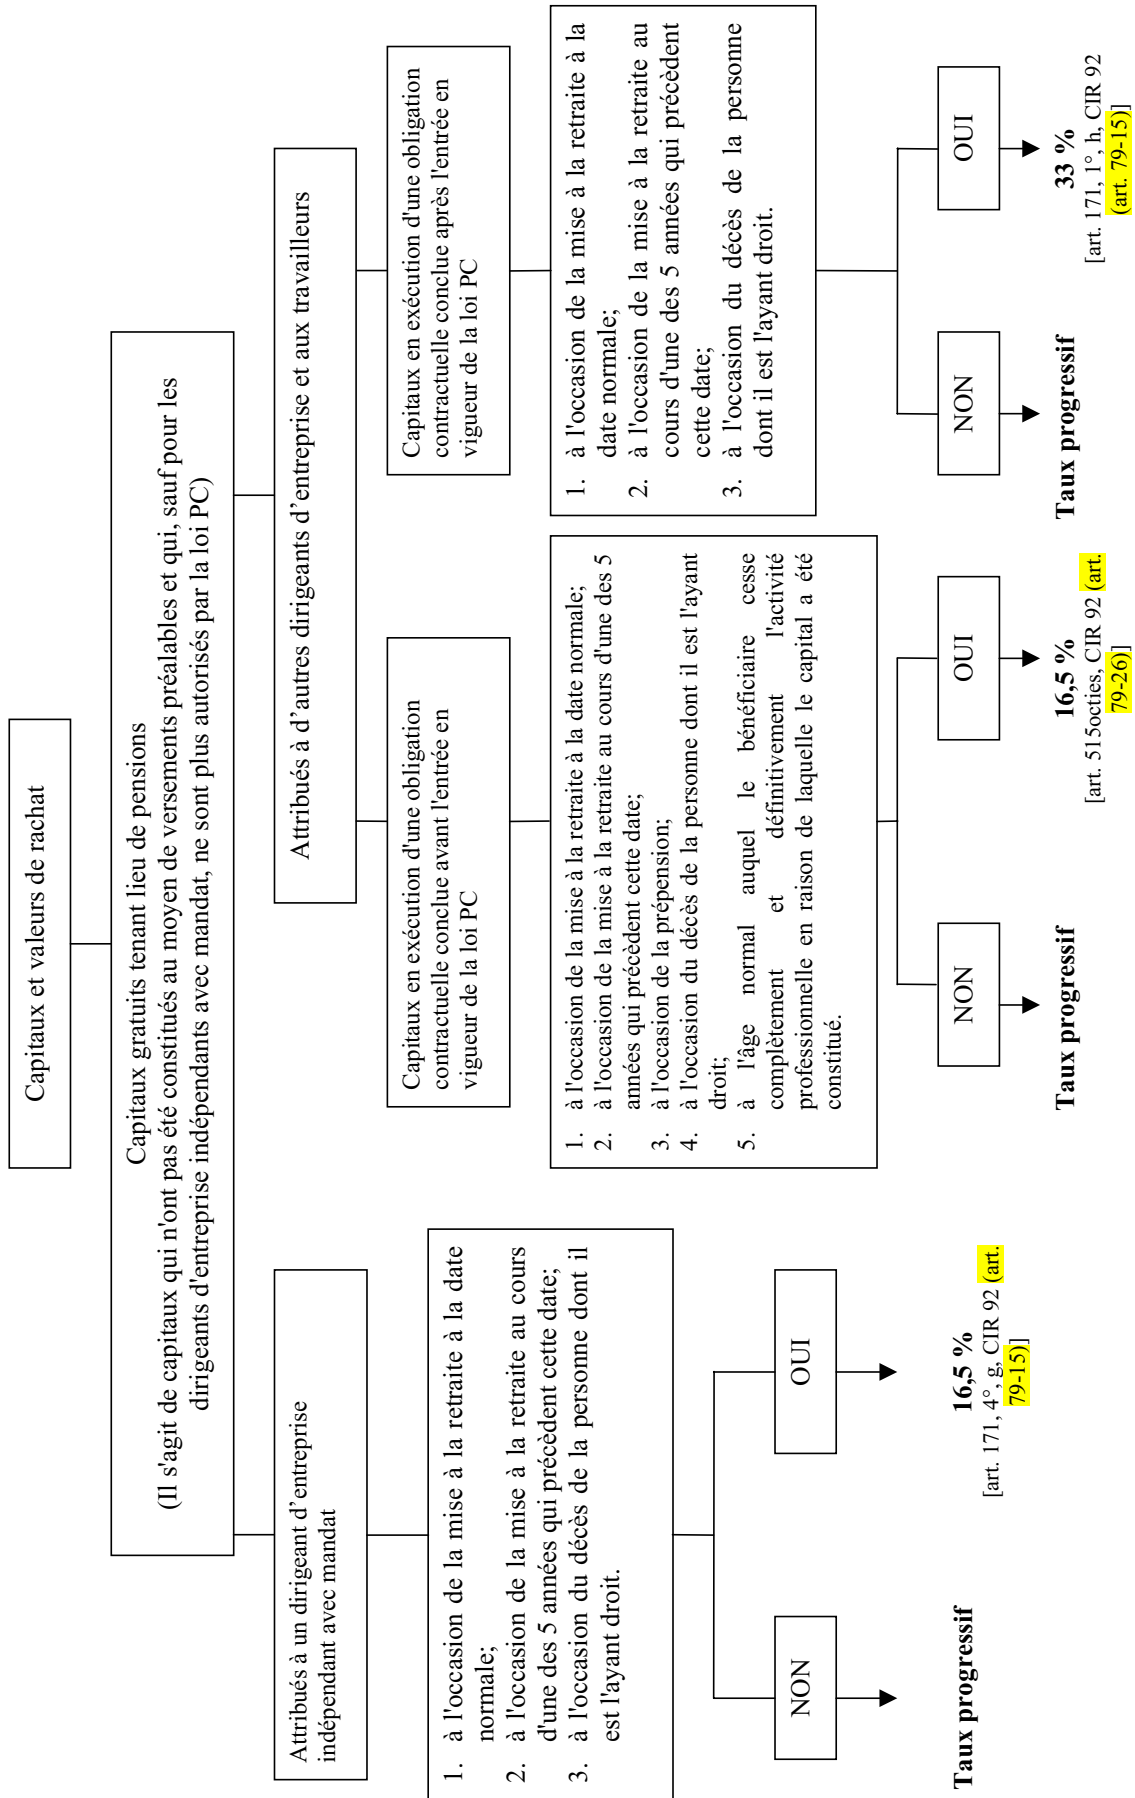 Capitaux et valeurs de rachat
Capitaux gratuits tenant lieu de pensions
(Il s'agit de capitaux qui n'ont pas été constitués au moyen de versements préalables et qui, sauf pour les
dirigeants d'entreprise indépendants avec mandat, ne sont plus autorisés par la loi PC)
Attribués à un dirigeant d'entreprise
indépendant avec mandat
1. à l'occasion de la mise à la retraite à la date
normale;
2. à l'occasion de la mise à la retraite au cours
d'une des 5 années qui précèdent cette date;
3. à l'occasion du décès de la personne dont il
est l'ayant droit.
NON
OUI
Taux progressif
16,5 %
[art. 171, 4°, g, CIR 92 (art.
79-15)]
Attribués à d'autres dirigeants d'entreprise et aux travailleurs
Capitaux en exécution d'une obligation
contractuelle conclue avant l'entrée en
vigueur de la loi PC
1. à l'occasion de la mise à la retraite à la date normale;
2. à l'occasion de la mise à la retraite au cours d'une des 5
années qui précèdent cette date;
3. à l'occasion de la prépension;
4. à l'occasion du décès de la personne dont il est l'ayant
droit;
5. à l'âge normal auquel le bénéficiaire cesse
complètement et définitivement l'activité
professionnelle en raison de laquelle le capital a été
constitué.
NON
OUI
Taux progressif
16,5 %
[art. 515octies, CIR 92 (art.
79-26)]
Capitaux en exécution d'une obligation
contractuelle conclue après l'entrée en
vigueur de la loi PC
1. à l'occasion de la mise à la retraite à la
date normale;
2. à l'occasion de la mise à la retraite au
cours d'une des 5 années qui précèdent
cette date;
3. à l'occasion du décès de la personne
dont il est l'ayant droit.
NON
OUI
Taux progressif
33 %
[art. 171, 1°, h, CIR 92
(art. 79-15)]